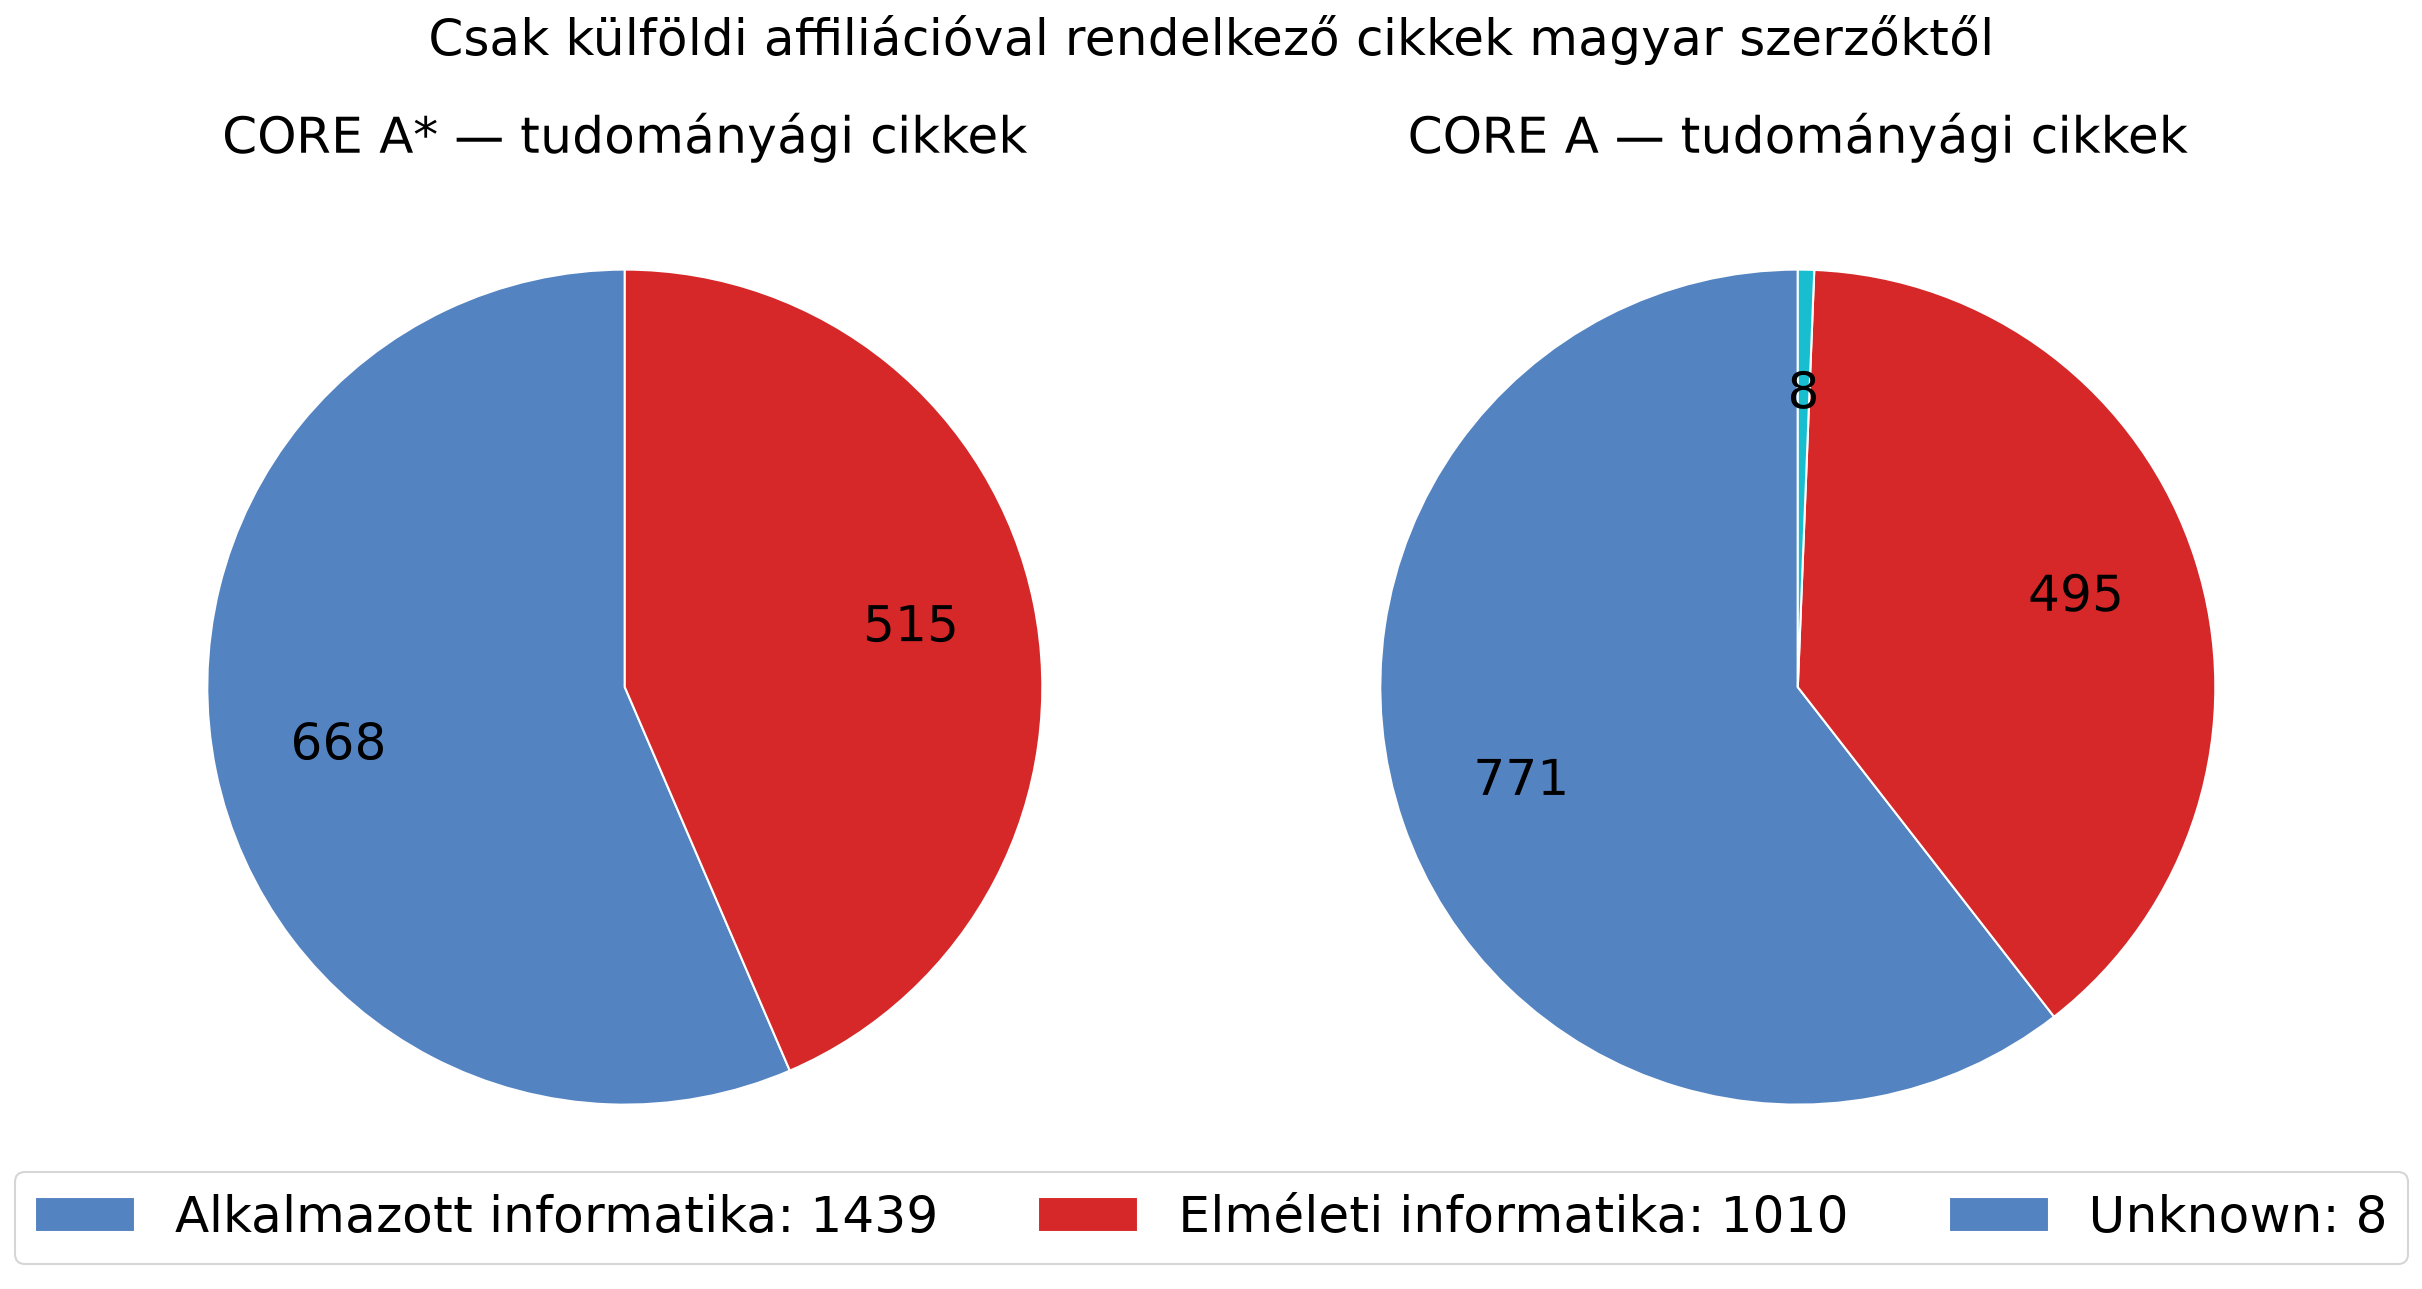 Csak külföldi affiliációval rendelkező cikkek magyar szerzőktől
CORE A* — tudományági cikkek
CORE A — tudományági cikkek
515
668
8
495
771
Alkalmazott informatika: 1439
Elméleti informatika: 1010
Unknown: 8